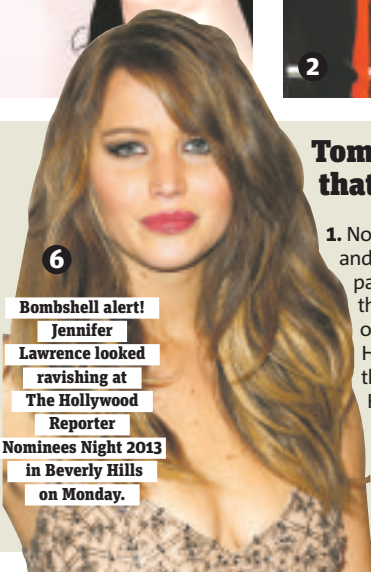 2
Tom
that
1. No
and
pa
th
o
H
th
6
Bombshell alert!
Jennifer
Lawrence looked
ravishing at
The Hollywood
Reporter
Nominees Night 2013
in Beverly Hills
on Monday.